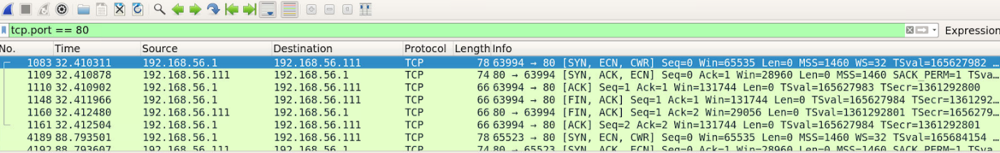 tcp.port == 80 Expression
No. Time Source Destination Protocol Length Info
1083 32.410311 192.168.56.1 192.168.56.111 TCP 78 63994 → 80 [SYN, ECN, CWR] Seq=0 Win=65535 Len=0 MSS=1460 WS=32 TSval=165627982 …
1109 32.410878 192.168.56.111 192.168.56.1 TCP 74 80 → 63994 [SYN, ACK, ECN] Seq=0 Ack=1 Win=28960 Len=0 MSS=1460 SACK_PERM=1 TSva…
1110 32.410902 192.168.56.1 192.168.56.111 TCP 66 63994 → 80 [ACK] Seq=1 Ack=1 Win=131744 Len=0 TSval=165627983 TSecr=1361292800
1148 32.411966 192.168.56.1 192.168.56.111 TCP 66 63994 → 80 [FIN, ACK] Seq=1 Ack=1 Win=131744 Len=0 TSval=165627984 TSecr=1361292…
1160 32.412480 192.168.56.111 192.168.56.1 TCP 66 80 → 63994 [FIN, ACK] Seq=1 Ack=2 Win=29056 Len=0 TSval=1361292801 TSecr=1656279…
1161 32.412504 192.168.56.1 192.168.56.111 TCP 66 63994 → 80 [ACK] Seq=2 Ack=2 Win=131744 Len=0 TSval=165627984 TSecr=1361292801
4189 88.793501 192.168.56.1 192.168.56.111 TCP 78 65523 → 80 [SYN, ECN, CWR] Seq=0 Win=65535 Len=0 MSS=1460 WS=32 TSval=165684154 …
4192 88.793607 192.168.56.111 192.168.56.1 TCP 74 80 → 65523 [SYN, ACK, ECN] Seq=0 Ack=1 Win=28960 Len=0 MSS=1460 SACK_PERM=1 TSva…